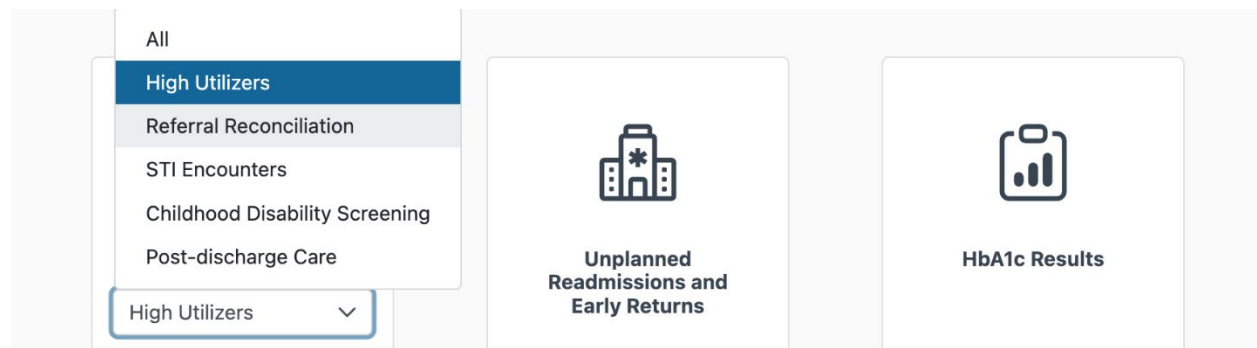 All
High Utilizers
Referral Reconciliation
STI Encounters
Childhood Disability Screening
Post-discharge Care
High Utilizers
Unplanned
Readmissions and
Early Returns
HbA1c Results